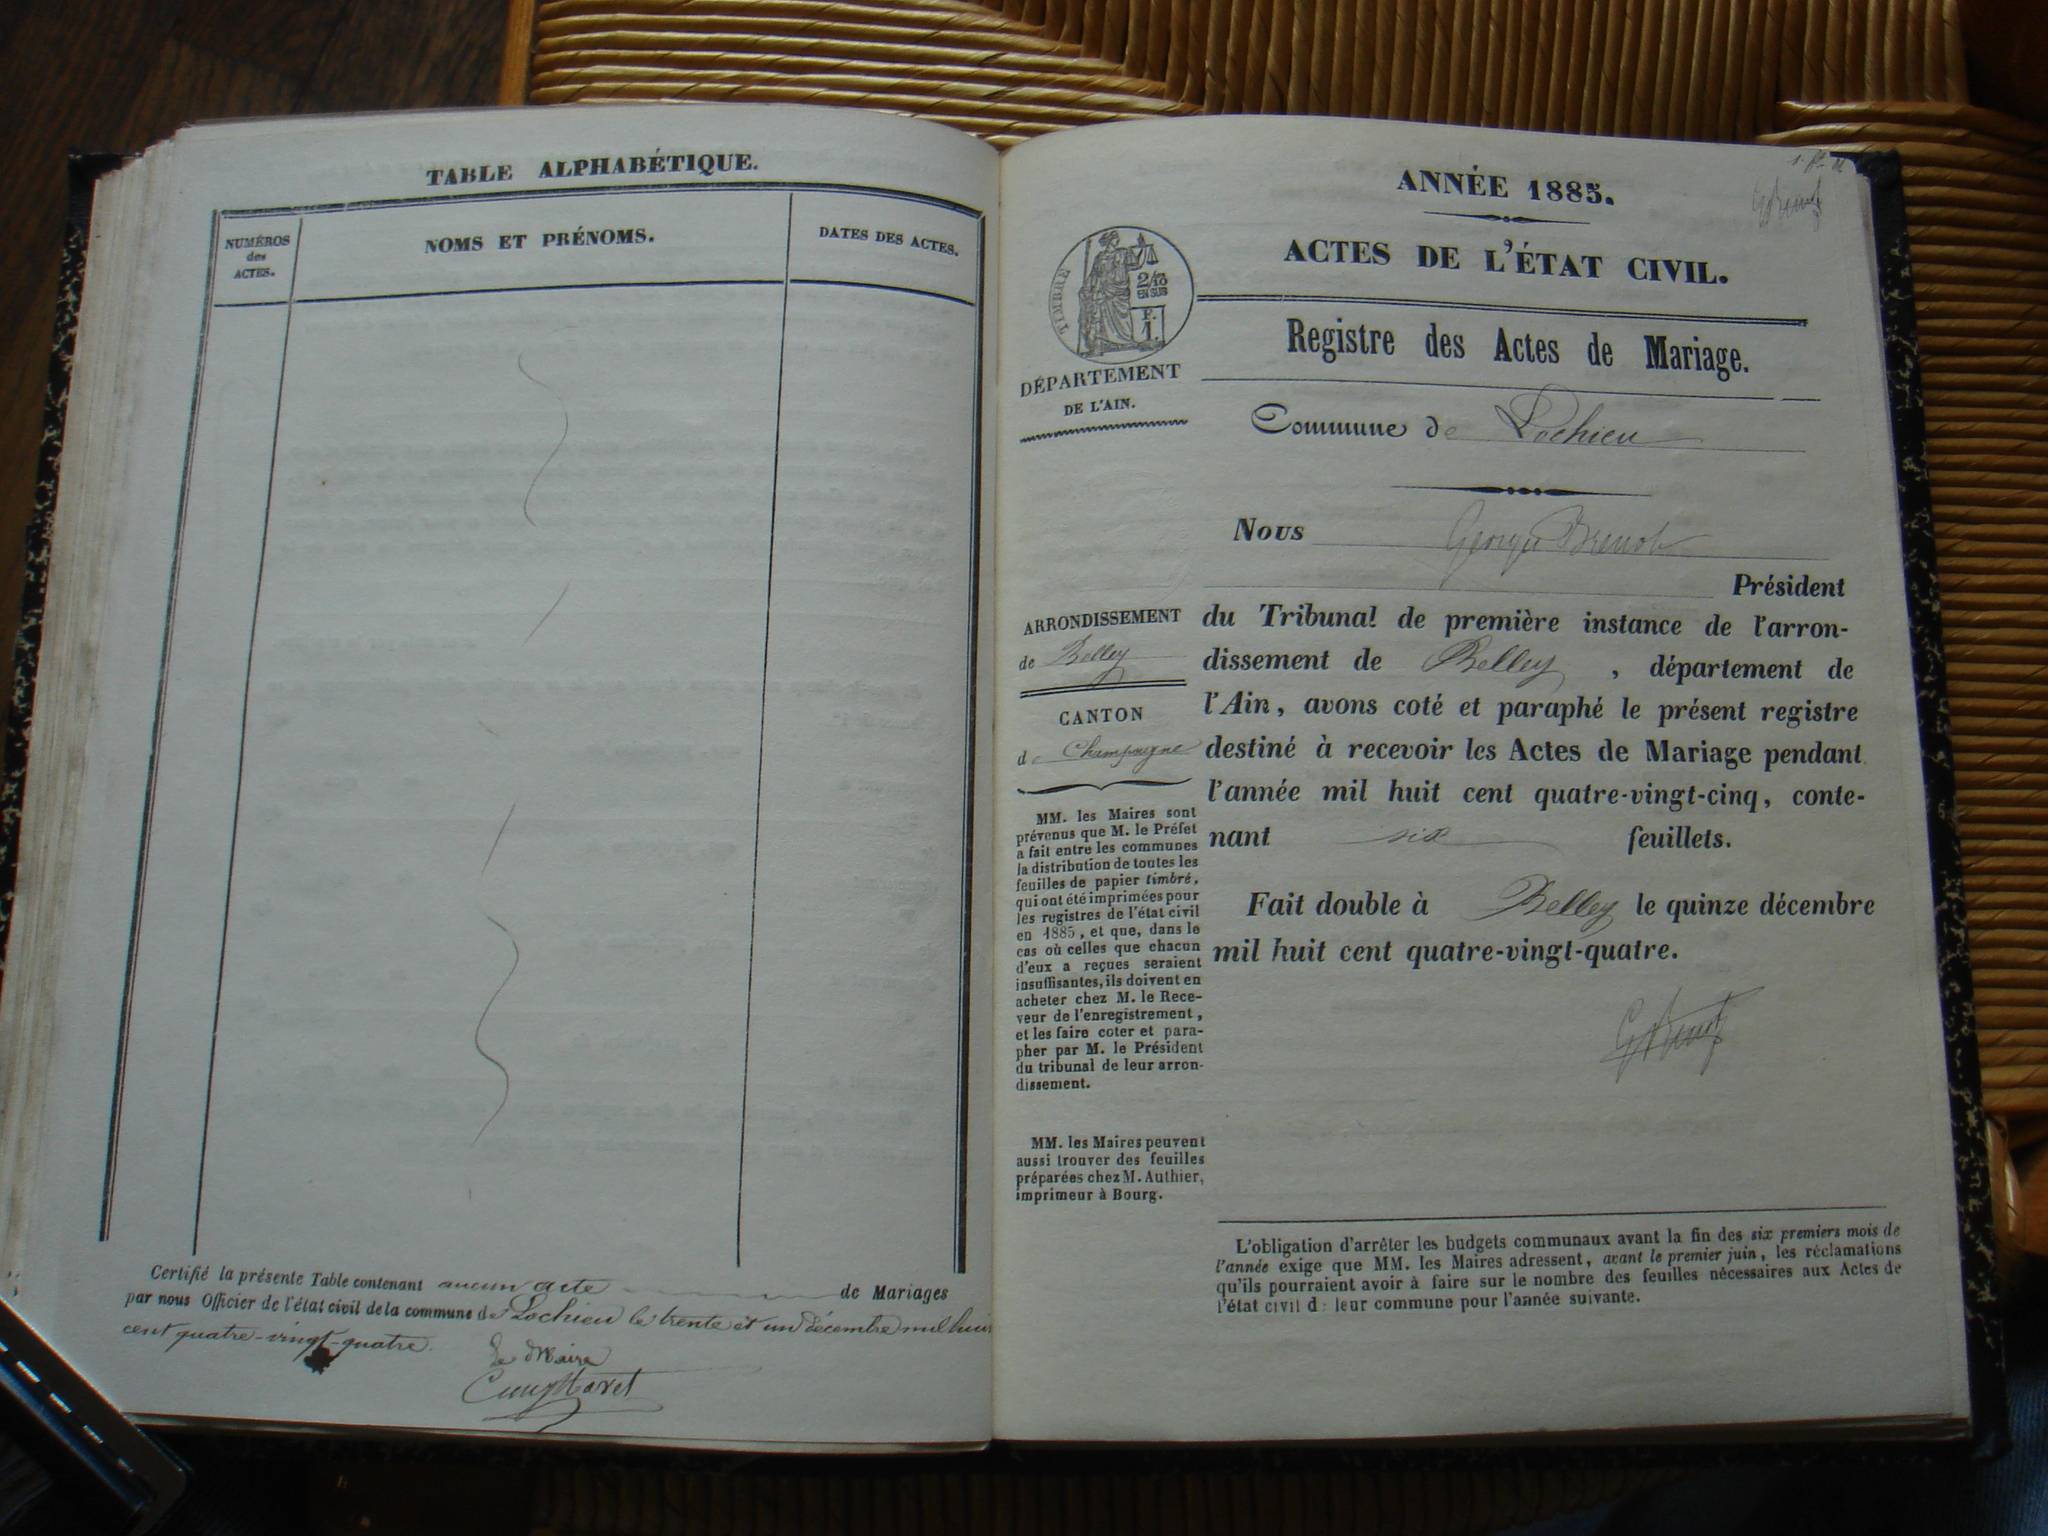 TABLE ALPHABÉTIQUE.
NUMÉROS
des
ACTES.
NOMS ET PRÉNOMS.
DATES DES ACTES.
Certifié la présente Table contenant aucun acte de Mariages
par nous Officier de l'état civil de la commune de Lochieu le trente et un décembre mil huit
cent quatre-vingt-quatre.
Le Maire
ANNÉE 1885.
ACTES DE L'ÉTAT CIVIL.
TIMBRE
2/10
EN SUS
F.
1.
DÉPARTEMENT
DE L'AIN.
Registre des Actes de Mariage.
Commune de Lochieu
Nous Georges Brenot
Président
ARRONDISSEMENT
de Belley
CANTON
de Champagne
MM. les Maires sont
prévenus que M. le Préfet
a fait entre les communes
la distribution de toutes les
feuilles de papier timbré,
qui ont été imprimées pour
les registres de l'état civil
en 1885, et que, dans le
cas où celles que chacun
d'eux a reçues seraient
insuffisantes, ils doivent en
acheter chez M. le Rece-
veur de l'enregistrement,
et les faire coter et para-
pher par M. le Président
du tribunal de leur arron-
dissement.
MM. les Maires peuvent
aussi trouver des feuilles
préparées chez M. Authier,
imprimeur à Bourg.
du Tribunal de première instance de l'arron-
dissement de Belley, département de
l'Ain, avons coté et paraphé le présent registre
destiné à recevoir les Actes de Mariage pendant
l'année mil huit cent quatre-vingt-cinq, conte-
nant six feuillets.
Fait double à Belley le quinze décembre
mil huit cent quatre-vingt-quatre.
L'obligation d'arrêter les budgets communaux avant la fin des six premiers mois de
l'année exige que MM. les Maires adressent, avant le premier juin, les réclamations
qu'ils pourraient avoir à faire sur le nombre des feuilles nécessaires aux Actes de
l'état civil d: leur commune pour l'année suivante.